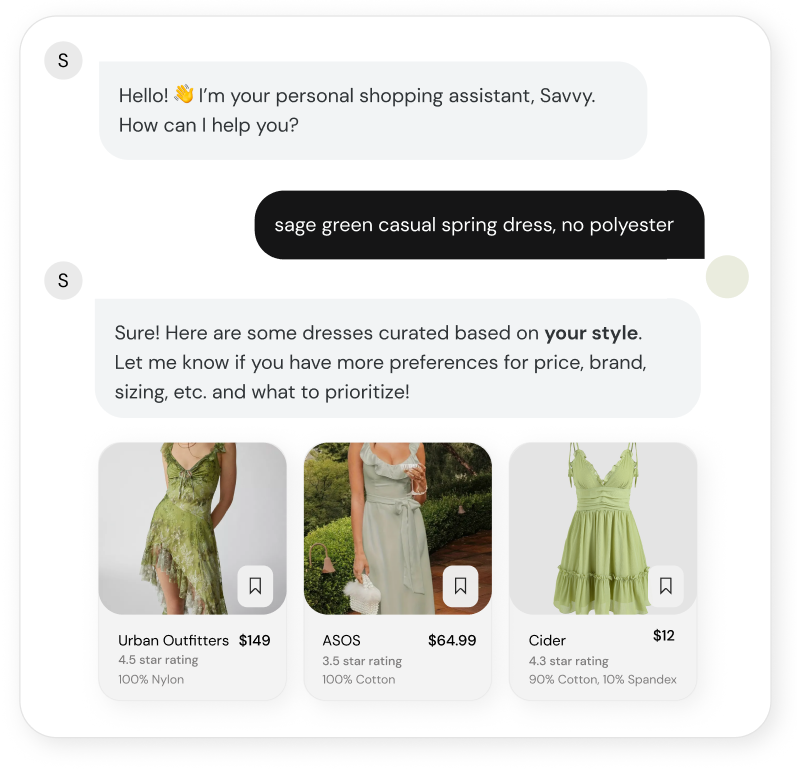 S
Hello! 👋 I’m your personal shopping assistant, Savvy.
How can I help you?
sage green casual spring dress, no polyester
S
Sure! Here are some dresses curated based on your style.
Let me know if you have more preferences for price, brand,
sizing, etc. and what to prioritize!
Urban Outfitters $149
4.5 star rating
100% Nylon
ASOS $64.99
3.5 star rating
100% Cotton
Cider $12
4.3 star rating
90% Cotton, 10% Spandex